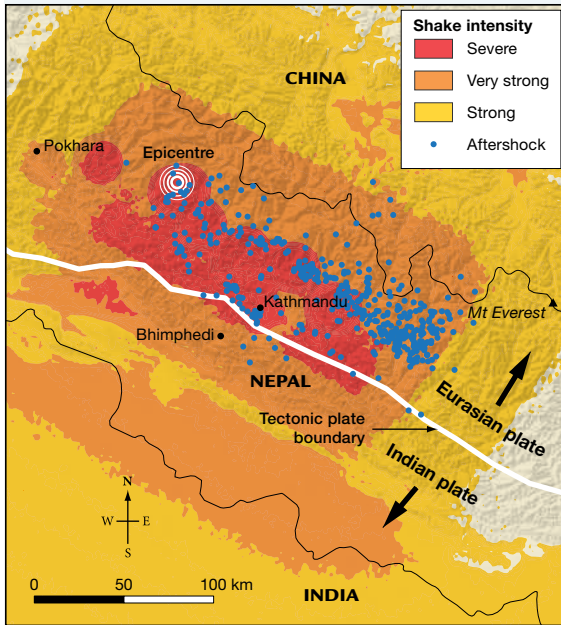 Shake intensity
Severe
Very strong
Strong
Aftershock
CHINA
Pokhara
Epicentre
Kathmandu
Mt Everest
Bhimphedi
NEPAL
Tectonic plate
boundary
Eurasian plate
Indian plate
N
W E
S
0 50 100 km
INDIA